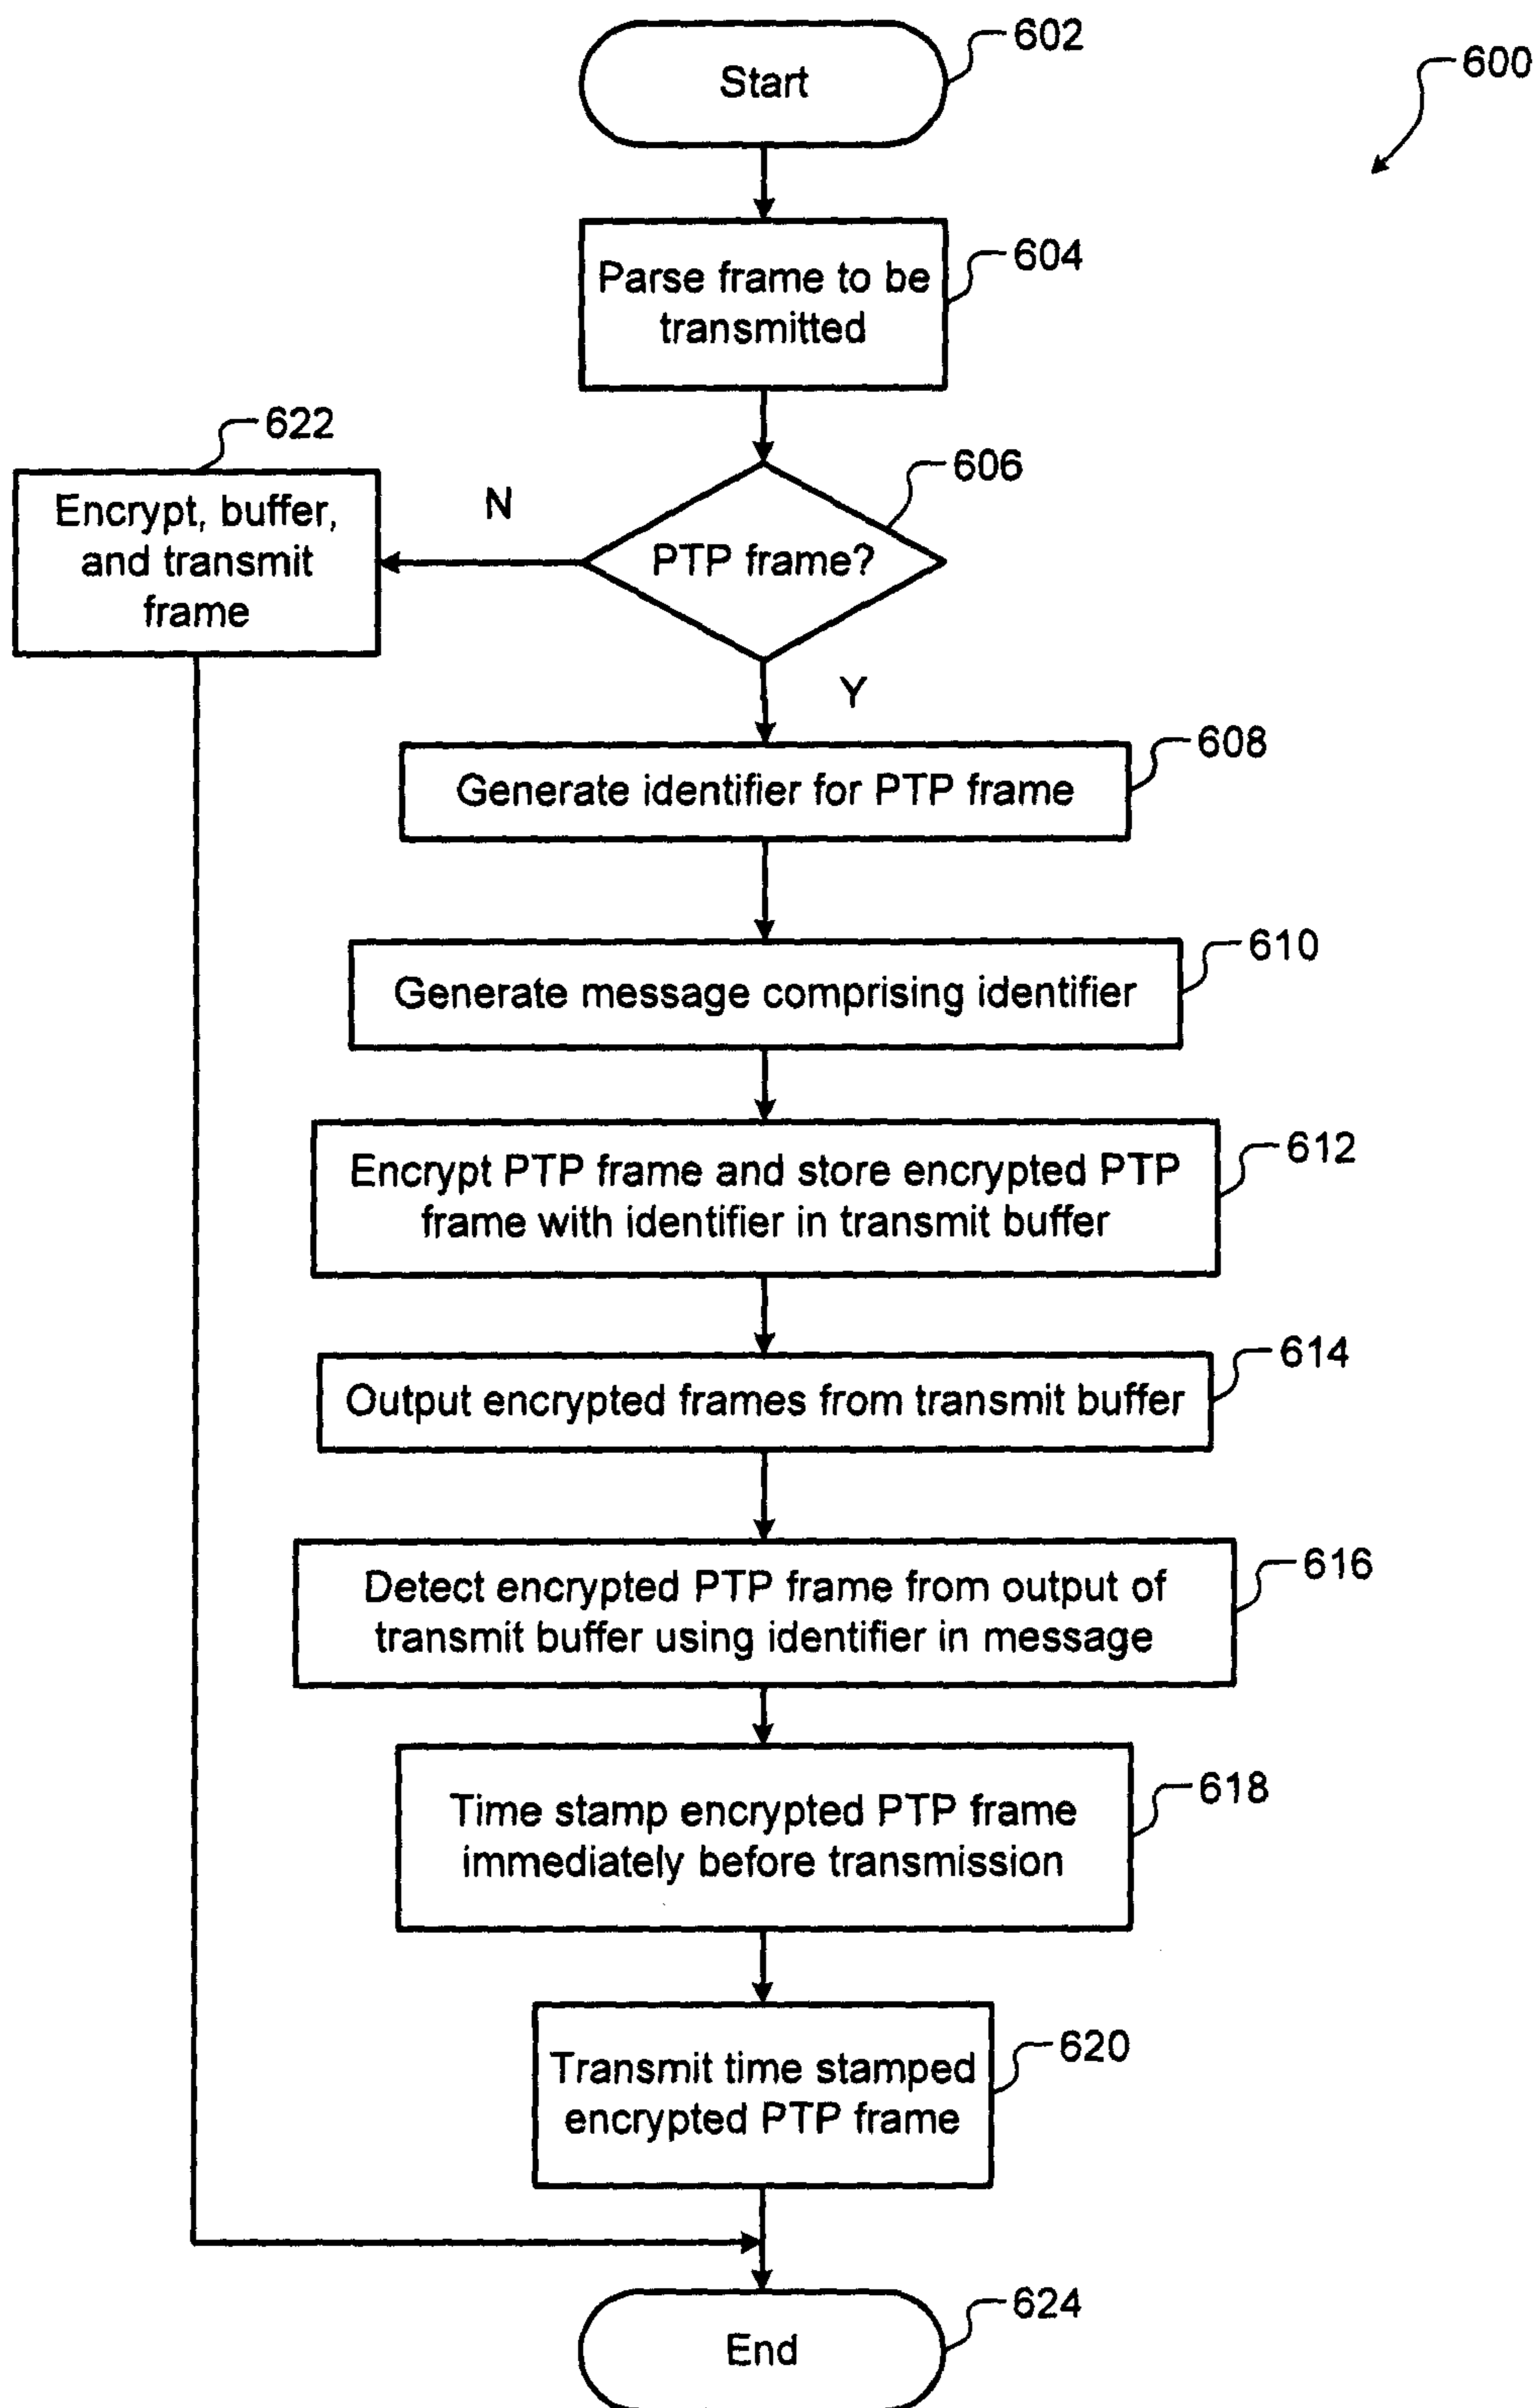 602
Start
600
604
Parse frame to be
transmitted
622
Encrypt, buffer,
and transmit
frame
N
606
PTP frame?
Y
608
Generate identifier for PTP frame
610
Generate message comprising identifier
612
Encrypt PTP frame and store encrypted PTP
frame with identifier in transmit buffer
614
Output encrypted frames from transmit buffer
616
Detect encrypted PTP frame from output of
transmit buffer using identifier in message
618
Time stamp encrypted PTP frame
immediately before transmission
620
Transmit time stamped
encrypted PTP frame
624
End